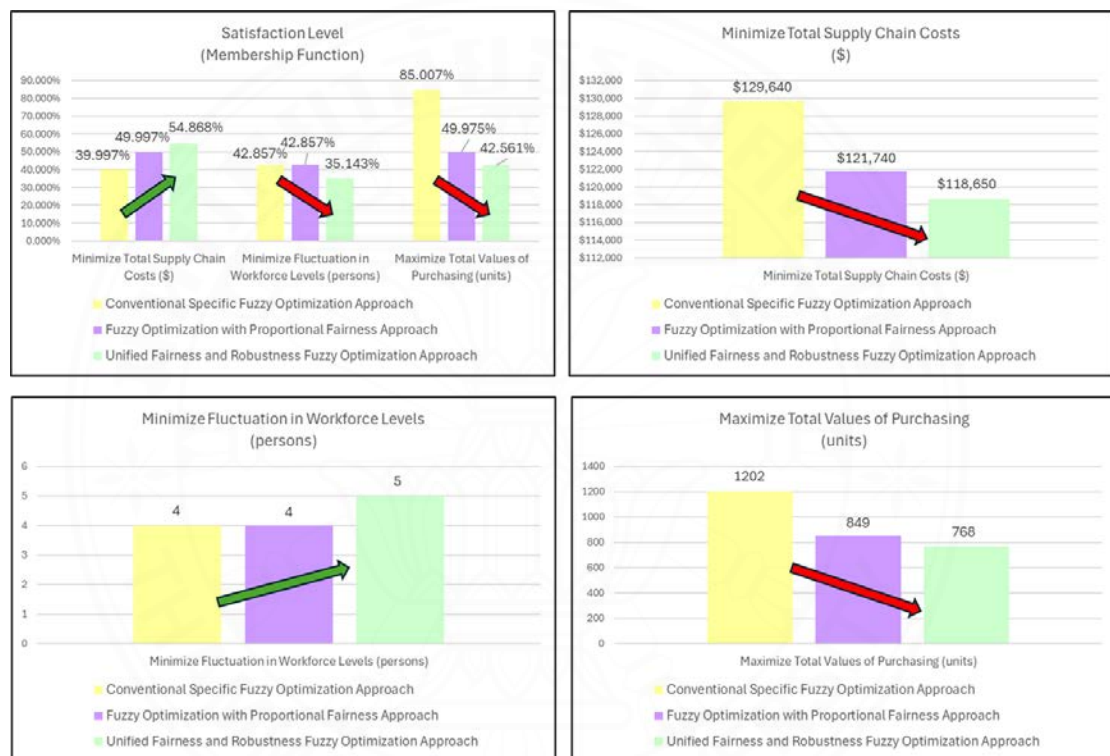 Satisfaction Level
(Membership Function)
90.000%
80.000%
70.000%
60.000%
50.000%
40.000%
30.000%
20.000%
10.000%
0.000%
39.997%
49.997%
54.868%
42.857%
42.857%
35.143%
85.007%
49.975%
42.561%
Minimize Total Supply Chain
Costs ($)
Minimize Fluctuation in
Workforce Levels (persons)
Maximize Total Values of
Purchasing (units)
Conventional Specific Fuzzy Optimization Approach
Fuzzy Optimization with Proportional Fairness Approach
Unified Fairness and Robustness Fuzzy Optimization Approach
Minimize Total Supply Chain Costs
($)
$132,000
$130,000
$128,000
$126,000
$124,000
$122,000
$120,000
$118,000
$116,000
$114,000
$112,000
$129,640
$121,740
$118,650
Minimize Total Supply Chain Costs ($)
Conventional Specific Fuzzy Optimization Approach
Fuzzy Optimization with Proportional Fairness Approach
Unified Fairness and Robustness Fuzzy Optimization Approach
Minimize Fluctuation in Workforce Levels
(persons)
6
5
4
3
2
1
0
4
4
5
Minimize Fluctuation in Workforce Levels (persons)
Conventional Specific Fuzzy Optimization Approach
Fuzzy Optimization with Proportional Fairness Approach
Unified Fairness and Robustness Fuzzy Optimization Approach
Maximize Total Values of Purchasing
(units)
1400
1200
1000
800
600
400
200
0
1202
849
768
Maximize Total Values of Purchasing (units)
Conventional Specific Fuzzy Optimization Approach
Fuzzy Optimization with Proportional Fairness Approach
Unified Fairness and Robustness Fuzzy Optimization Approach